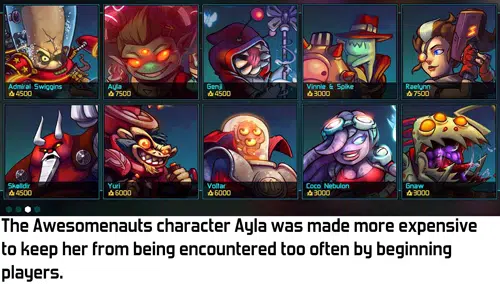 Admiral Swiggins
4500
Ayla
7500
Genji
4500
Vinnie & Spike
3000
Raelynn
7500
Skølldir
4500
Yuri
6000
Voltar
6000
Coco Nebulon
3000
Gnaw
3000
The Awesomenauts character Ayla was made more expensive
to keep her from being encountered too often by beginning
players.